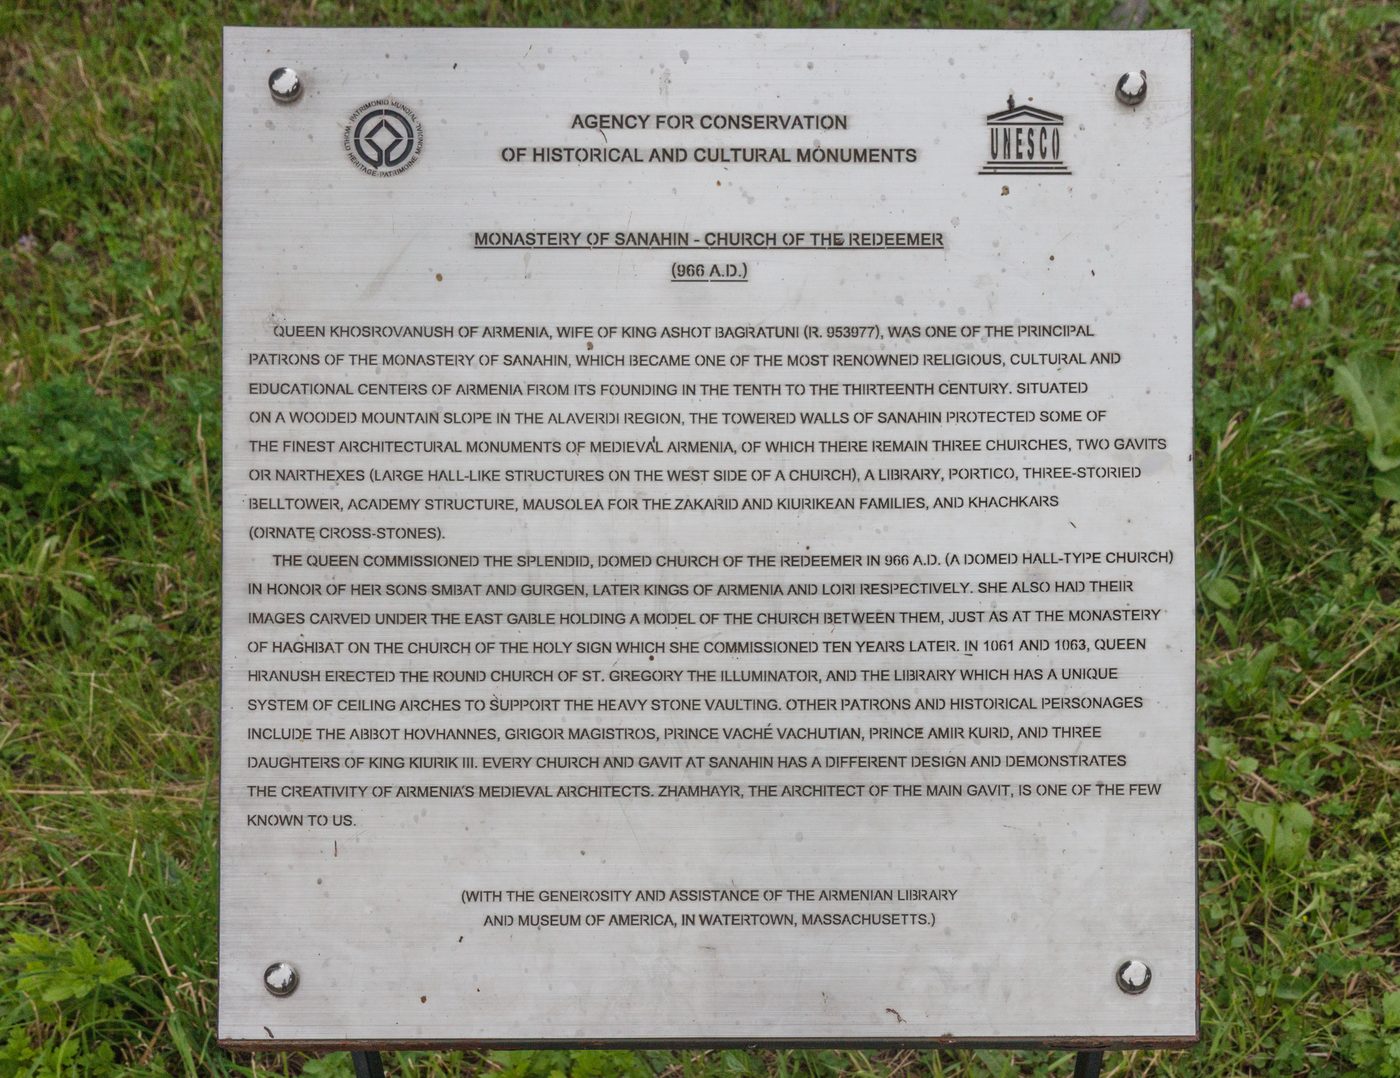 PATRIMONIO MUNDIAL
WORLD HERITAGE · PATRIMOINE MONDIAL
AGENCY FOR CONSERVATION
OF HISTORICAL AND CULTURAL MONUMENTS
UNESCO
MONASTERY OF SANAHIN - CHURCH OF THE REDEEMER
(966 A.D.)
QUEEN KHOSROVANUSH OF ARMENIA, WIFE OF KING ASHOT BAGRATUNI (R. 953977), WAS ONE OF THE PRINCIPAL
PATRONS OF THE MONASTERY OF SANAHIN, WHICH BECAME ONE OF THE MOST RENOWNED RELIGIOUS, CULTURAL AND
EDUCATIONAL CENTERS OF ARMENIA FROM ITS FOUNDING IN THE TENTH TO THE THIRTEENTH CENTURY. SITUATED
ON A WOODED MOUNTAIN SLOPE IN THE ALAVERDI REGION, THE TOWERED WALLS OF SANAHIN PROTECTED SOME OF
THE FINEST ARCHITECTURAL MONUMENTS OF MEDIEVAL ARMENIA, OF WHICH THERE REMAIN THREE CHURCHES, TWO GAVITS
OR NARTHEXES (LARGE HALL-LIKE STRUCTURES ON THE WEST SIDE OF A CHURCH), A LIBRARY, PORTICO, THREE-STORIED
BELLTOWER, ACADEMY STRUCTURE, MAUSOLEA FOR THE ZAKARID AND KIURIKEAN FAMILIES, AND KHACHKARS
(ORNATE CROSS-STONES).
THE QUEEN COMMISSIONED THE SPLENDID, DOMED CHURCH OF THE REDEEMER IN 966 A.D. (A DOMED HALL-TYPE CHURCH)
IN HONOR OF HER SONS SMBAT AND GURGEN, LATER KINGS OF ARMENIA AND LORI RESPECTIVELY. SHE ALSO HAD THEIR
IMAGES CARVED UNDER THE EAST GABLE HOLDING A MODEL OF THE CHURCH BETWEEN THEM, JUST AS AT THE MONASTERY
OF HAGHBAT ON THE CHURCH OF THE HOLY SIGN WHICH SHE COMMISSIONED TEN YEARS LATER. IN 1061 AND 1063, QUEEN
HRANUSH ERECTED THE ROUND CHURCH OF ST. GREGORY THE ILLUMINATOR, AND THE LIBRARY WHICH HAS A UNIQUE
SYSTEM OF CEILING ARCHES TO SUPPORT THE HEAVY STONE VAULTING. OTHER PATRONS AND HISTORICAL PERSONAGES
INCLUDE THE ABBOT HOVHANNES, GRIGOR MAGISTROS, PRINCE VACHÉ VACHUTIAN, PRINCE AMIR KURD, AND THREE
DAUGHTERS OF KING KIURIK III. EVERY CHURCH AND GAVIT AT SANAHIN HAS A DIFFERENT DESIGN AND DEMONSTRATES
THE CREATIVITY OF ARMENIA'S MEDIEVAL ARCHITECTS. ZHAMHAYR, THE ARCHITECT OF THE MAIN GAVIT, IS ONE OF THE FEW
KNOWN TO US.
(WITH THE GENEROSITY AND ASSISTANCE OF THE ARMENIAN LIBRARY
AND MUSEUM OF AMERICA, IN WATERTOWN, MASSACHUSETTS.)